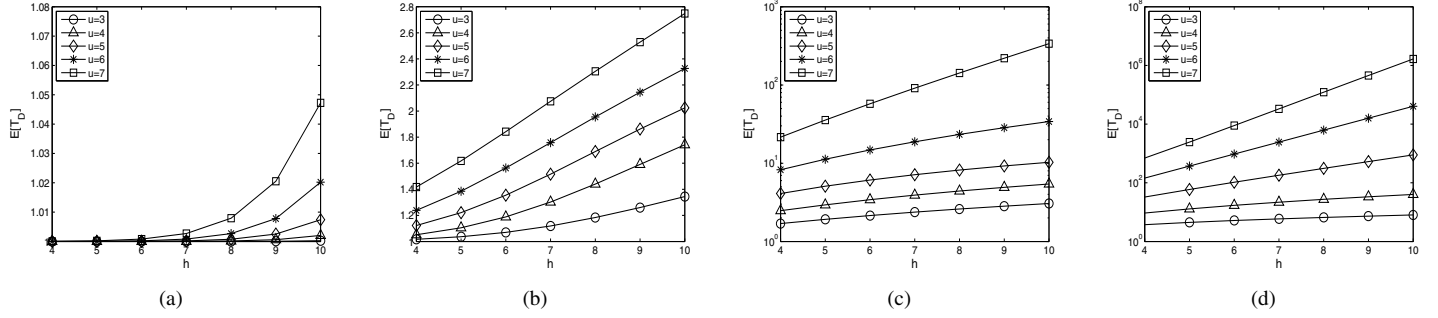 1.08
1.07
1.06
1.05
1.04
1.03
1.02
1.01
1
E[T_D]
u=3
u=4
u=5
u=6
u=7
4 5 6 7 8 9 10
h
(a)
2.8
2.6
2.4
2.2
2
1.8
1.6
1.4
1.2
1
E[T_D]
u=3
u=4
u=5
u=6
u=7
4 5 6 7 8 9 10
h
(b)
10^3
10^2
10^1
10^0
E[T_D]
u=3
u=4
u=5
u=6
u=7
4 5 6 7 8 9 10
h
(c)
10^8
10^6
10^4
10^2
10^0
E[T_D]
u=3
u=4
u=5
u=6
u=7
4 5 6 7 8 9 10
h
(d)